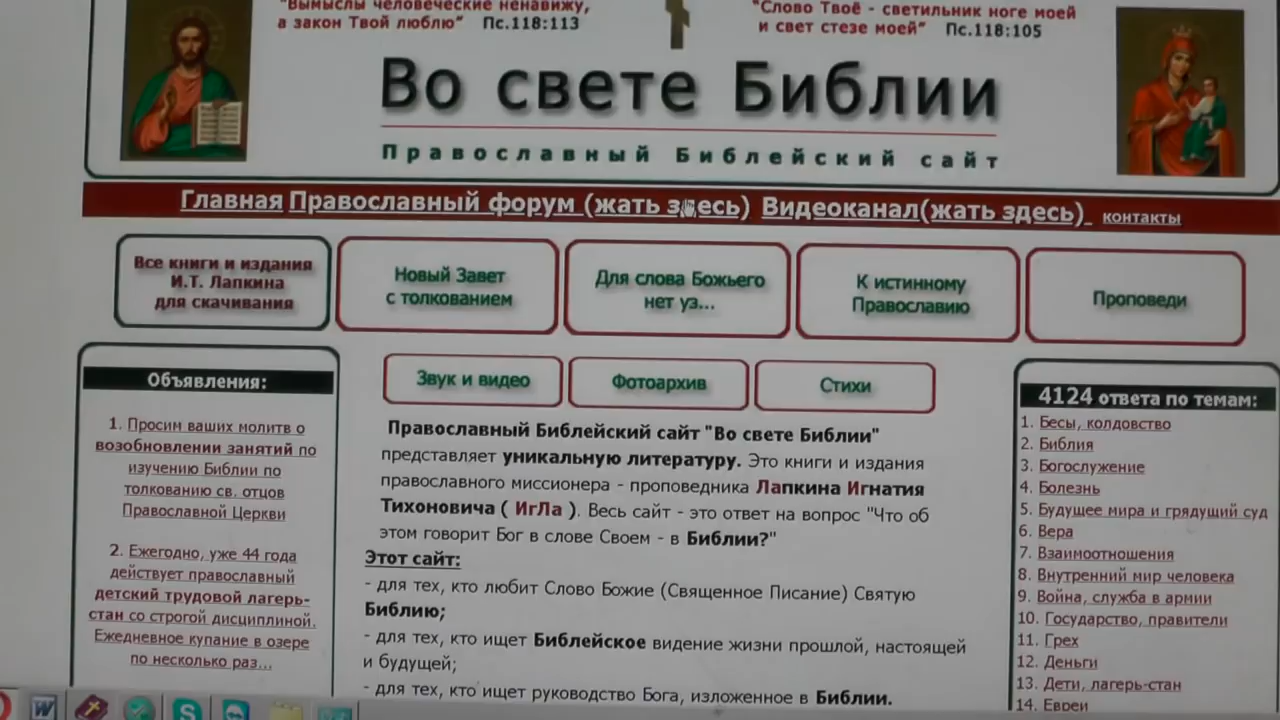 "Вымыслы человеческие ненавижу,
а закон Твой люблю" Пс.118:113
"Слово Твоё - светильник ноге моей
и свет стезе моей" Пс.118:105
Во свете Библии
Православный Библейский сайт
Главная Православный форум (жать здесь) Видеоканал(жать здесь) контакты
Все книги и издания
И.Т. Лапкина
для скачивания
Новый Завет
с толкованием
Для слова Божьего
нет уз...
К истинному
Православию
Проповеди
Звук и видео
Фотоархив
Стихи
Объявления:
1. Просим ваших молитв о
возобновлении занятий по
изучению Библии по
толкованию св. отцов
Православной Церкви
2. Ежегодно, уже 44 года
действует православный
детский трудовой лагерь-
стан со строгой дисциплиной.
Ежедневное купание в озере
по несколько раз...
Православный Библейский сайт "Во свете Библии"
представляет уникальную литературу. Это книги и издания
православного миссионера - проповедника Лапкина Игнатия
Тихоновича ( ИгЛа ). Весь сайт - это ответ на вопрос "Что об
этом говорит Бог в слове Своем - в Библии?"
Этот сайт:
- для тех, кто любит Слово Божие (Священное Писание) Святую
Библию;
- для тех, кто ищет Библейское видение жизни прошлой, настоящей
и будущей;
- для тех, кто ищет руководство Бога, изложенное в Библии.
4124 ответа по темам:
1. Бесы, колдовство
2. Библия
3. Богослужение
4. Болезнь
5. Будущее мира и грядущий суд
6. Вера
7. Взаимоотношения
8. Внутренний мир человека
9. Война, служба в армии
10. Государство, правители
11. Грех
12. Деньги
13. Дети, лагерь-стан
14. Евреи